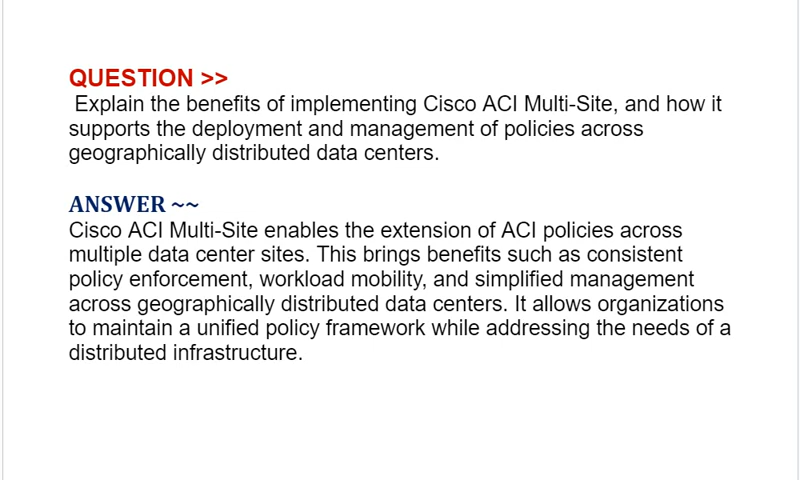 QUESTION >>
Explain the benefits of implementing Cisco ACI Multi-Site, and how it
supports the deployment and management of policies across
geographically distributed data centers.
ANSWER ~~
Cisco ACI Multi-Site enables the extension of ACI policies across
multiple data center sites. This brings benefits such as consistent
policy enforcement, workload mobility, and simplified management
across geographically distributed data centers. It allows organizations
to maintain a unified policy framework while addressing the needs of a
distributed infrastructure.